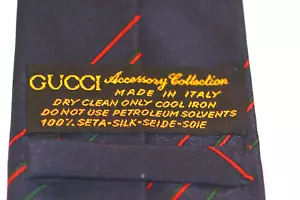 GUCCI Accessory Collection
MADE IN ITALY
DRY CLEAN ONLY COOL IRON
DO NOT USE PETROLEUM SOLVENTS
100% SETA-SILK-SEIDE-SOIE